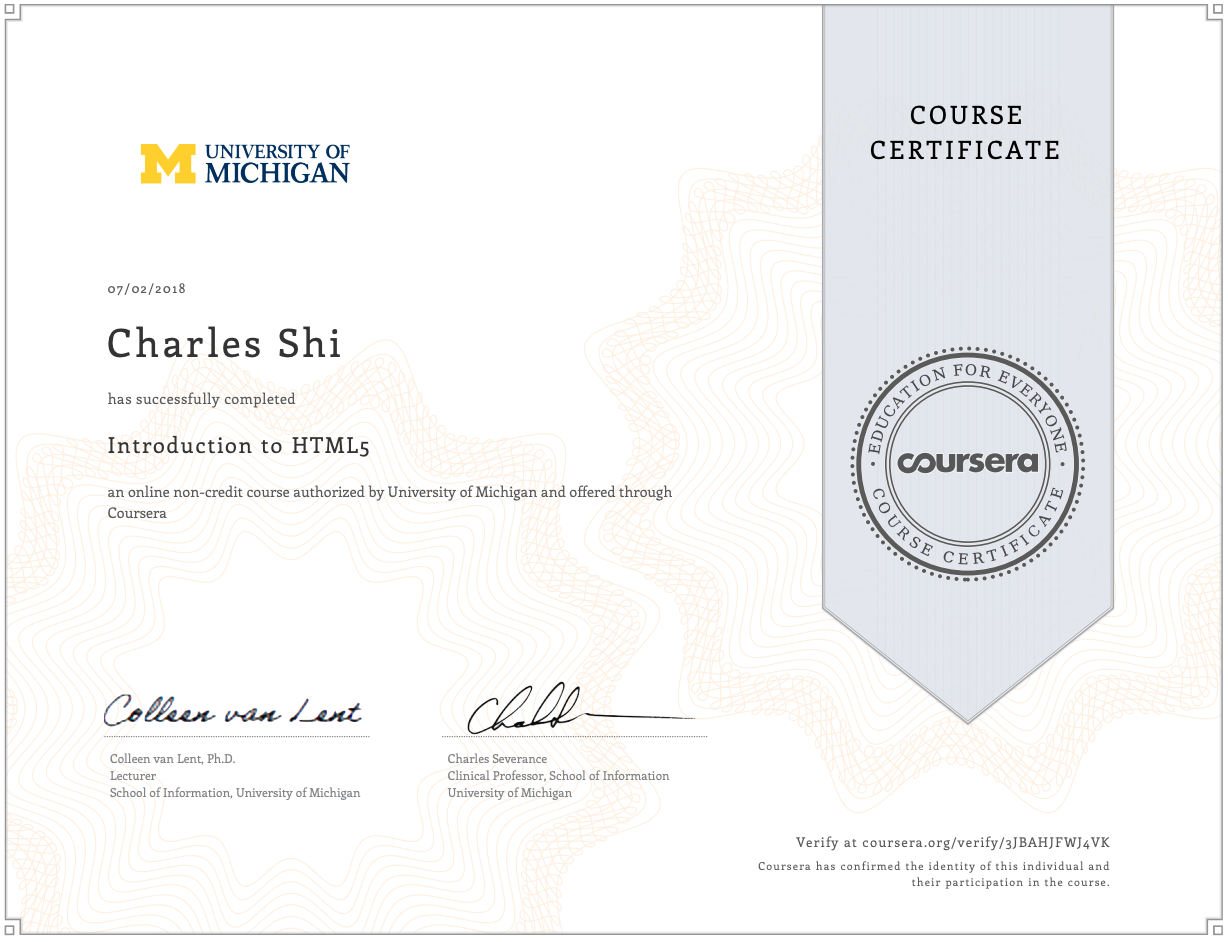 COURSE
CERTIFICATE
UNIVERSITY OF
MICHIGAN
07/02/2018
Charles Shi
has successfully completed
Introduction to HTML5
an online non-credit course authorized by University of Michigan and offered through
Coursera
EDUCATION FOR EVERYONE
coursera
COURSE CERTIFICATE
Colleen van Lent
Colleen van Lent, Ph.D.
Lecturer
School of Information, University of Michigan
Charles Severance
Clinical Professor, School of Information
University of Michigan
Verify at coursera.org/verify/3JBAHJFWJ4VK
Coursera has confirmed the identity of this individual and
their participation in the course.